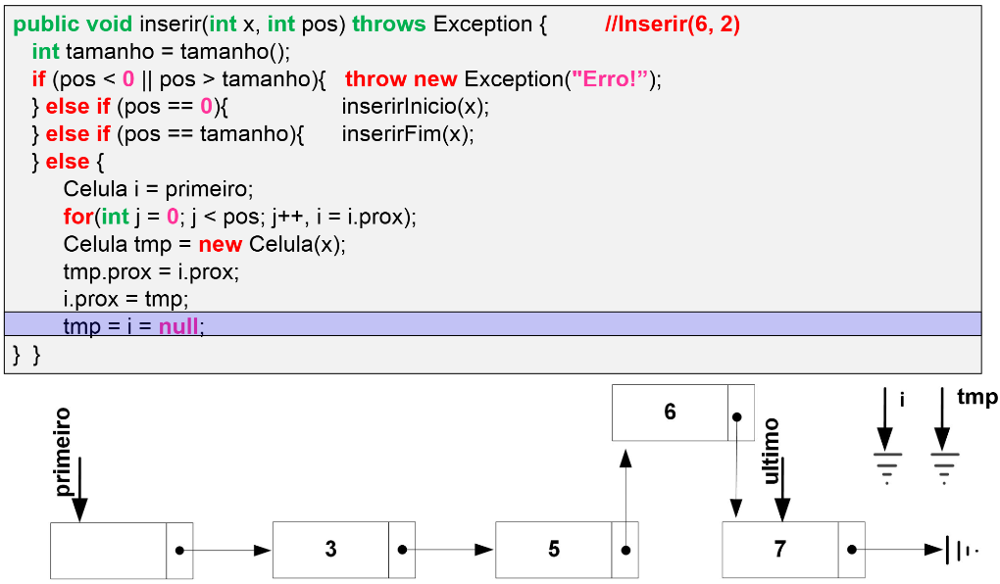 public void inserir(int x, int pos) throws Exception { //Inserir(6, 2)
int tamanho = tamanho();
if (pos < 0 || pos > tamanho){ throw new Exception("Erro!”);
} else if (pos == 0){ inserirInicio(x);
} else if (pos == tamanho){ inserirFim(x);
} else {
Celula i = primeiro;
for(int j = 0; j < pos; j++, i = i.prox);
Celula tmp = new Celula(x);
tmp.prox = i.prox;
i.prox = tmp;
tmp = i = null;
} }
primeiro
6
ultimo
i
tmp
3
5
7